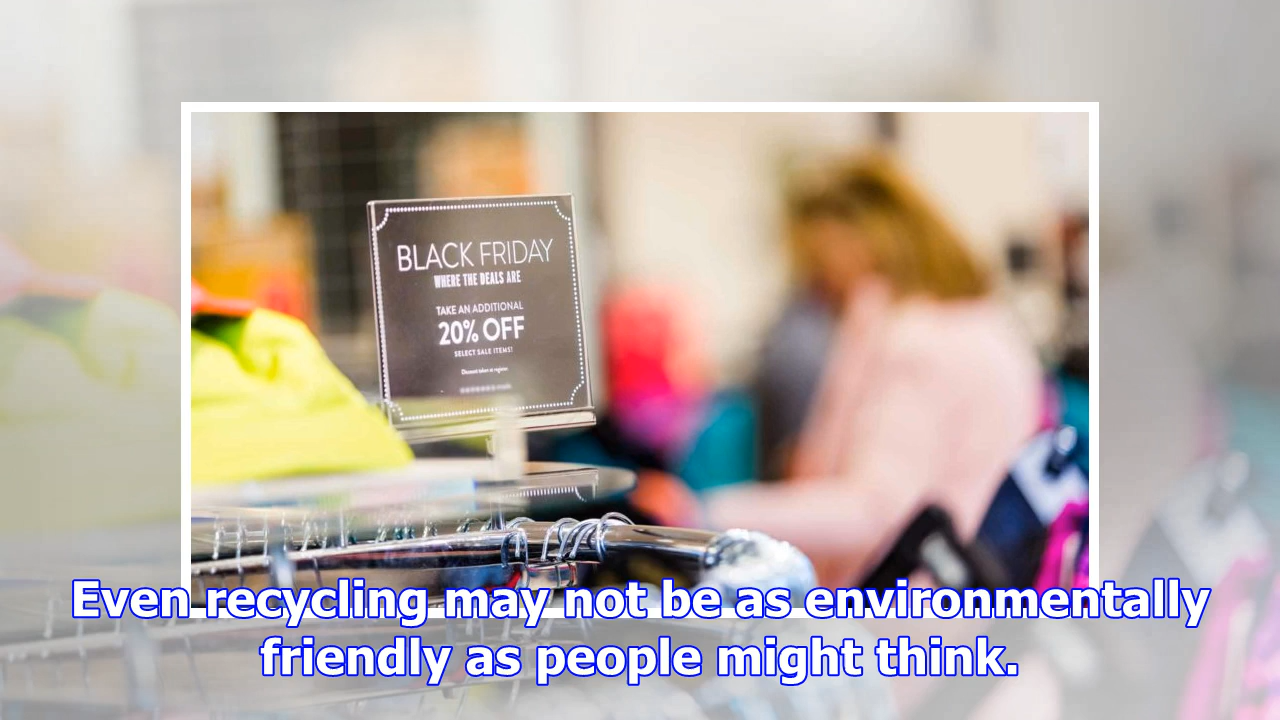 BLACK FRIDAY
WHERE THE DEALS ARE
TAKE AN ADDITIONAL
20% OFF
SELECT SALE ITEMS!
Even recycling may not be as environmentally
friendly as people might think.